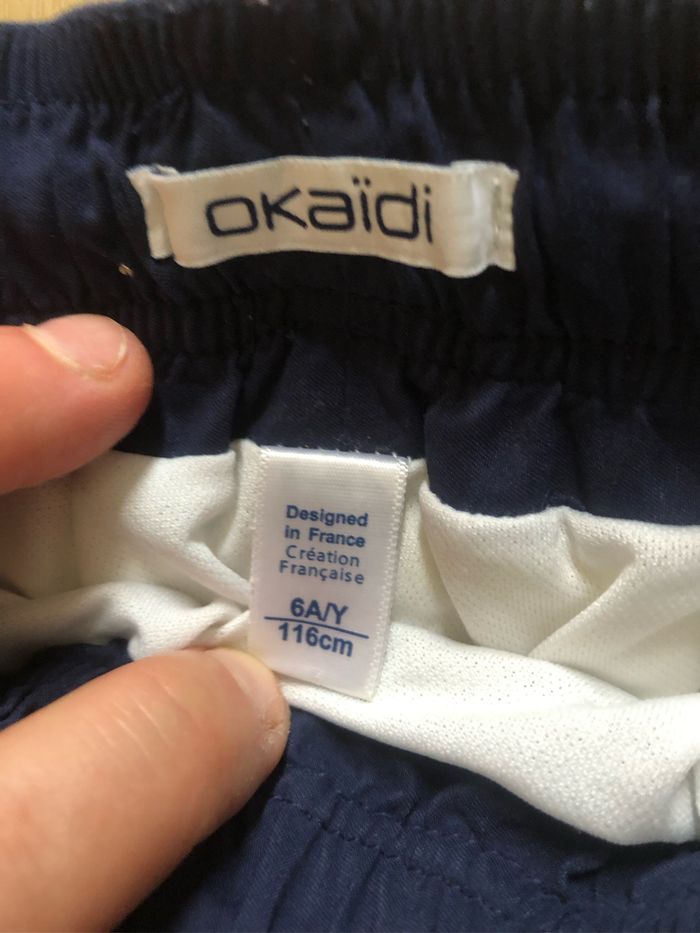 oKaïdi
Designed
in France
Création
Française
6A/Y
116cm